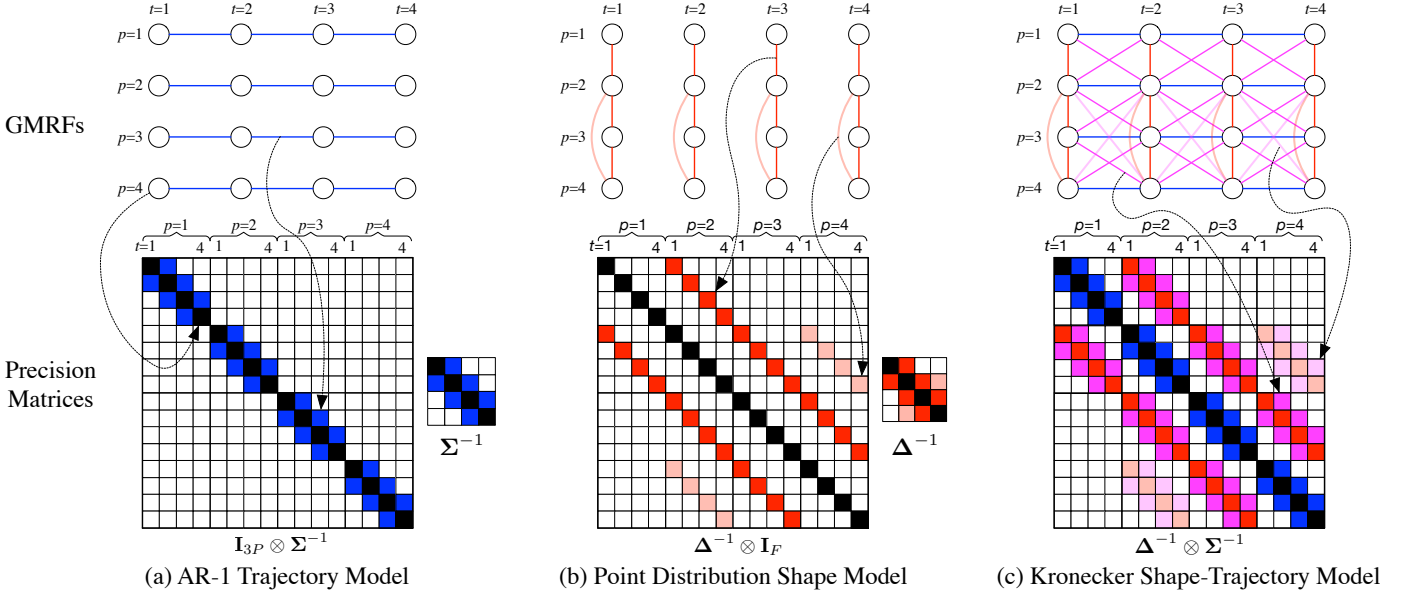 t=1 t=2 t=3 t=4 t=1 t=2 t=3 t=4 t=1 t=2 t=3 t=4
p=1 p=1 p=1
p=2 p=2 p=2
GMRFs
p=3 p=3 p=3
p=4 p=4 p=4
p=1 p=2 p=3 p=4 p=1 p=2 p=3 p=4 p=1 p=2 p=3 p=4
t=1 4 1 4 1 1 4 t=1 4 1 4 1 4 1 4 t=1 4 1 4 1 4 1 4
Precision
Matrices
Σ⁻¹ Δ⁻¹
I₃P ⊗ Σ⁻¹ Δ⁻¹ ⊗ I_F Δ⁻¹ ⊗ Σ⁻¹
(a) AR-1 Trajectory Model (b) Point Distribution Shape Model (c) Kronecker Shape-Trajectory Model